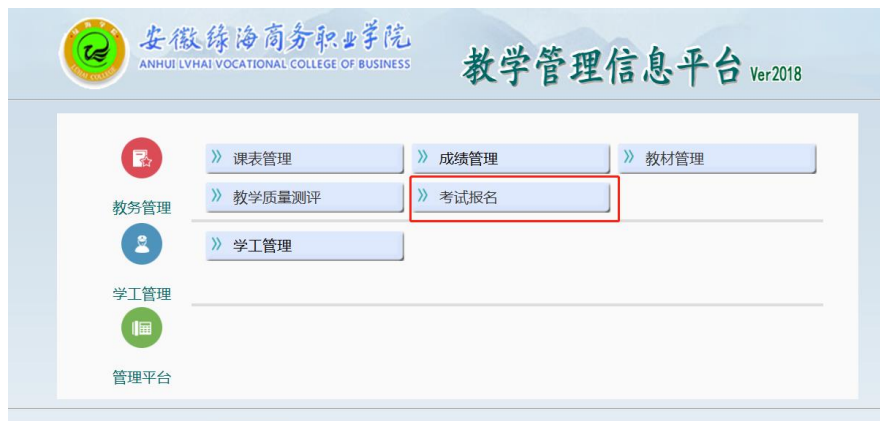 安徽绿海商务职业学院
ANHUI LVHAI VOCATIONAL COLLEGE OF BUSINESS
教学管理信息平台 Ver2018
》 课表管理 》 成绩管理 》 教材管理
教务管理
》 教学质量测评 》 考试报名
》 学工管理
学工管理
管理平台